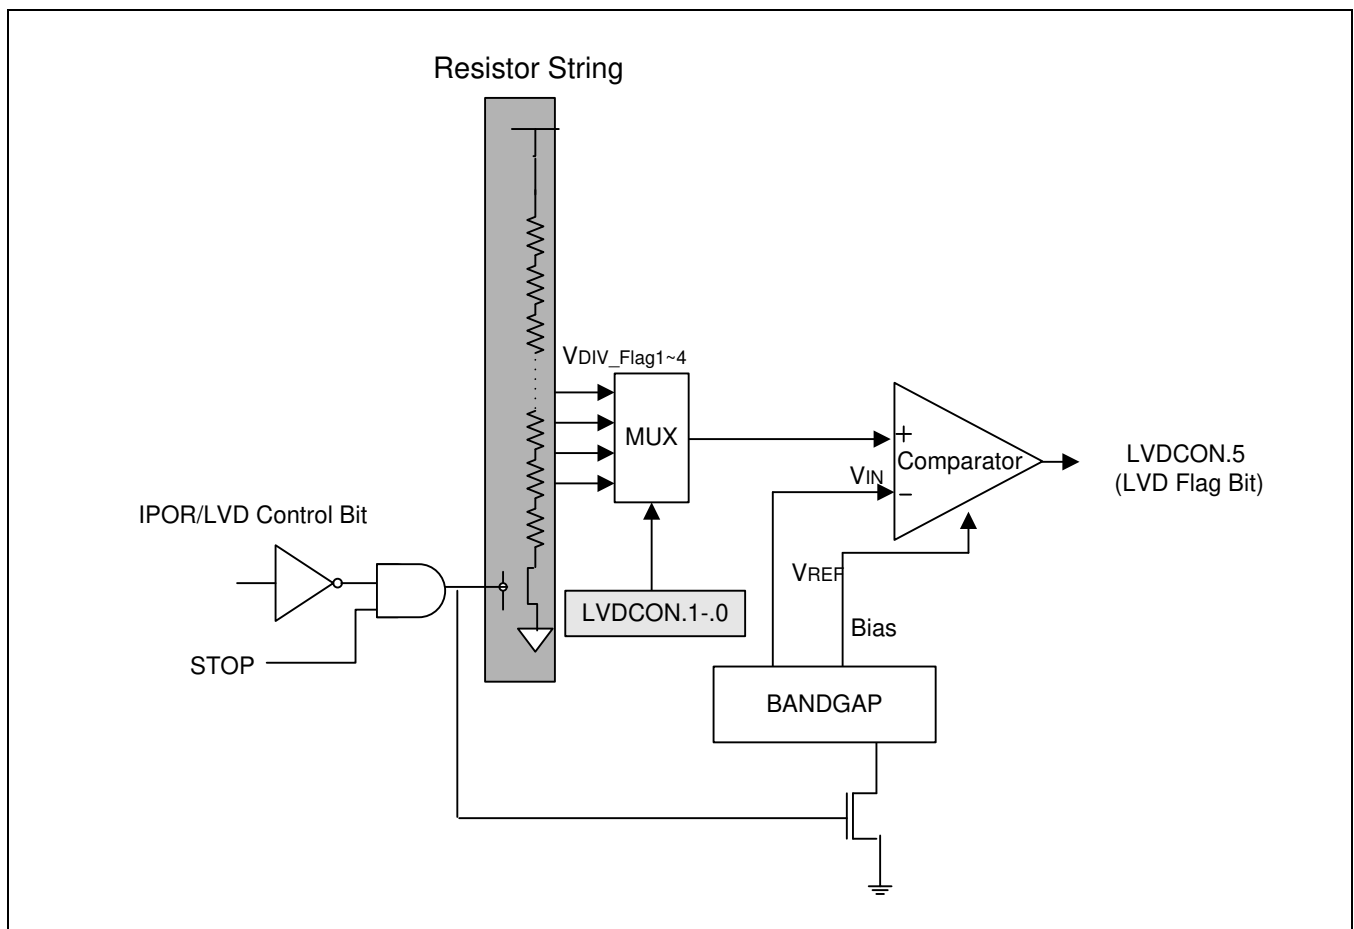 Resistor String
VDIV_Flag1~4
MUX
+
Comparator
VIN
−
LVDCON.5
(LVD Flag Bit)
IPOR/LVD Control Bit
VREF
LVDCON.1-.0
Bias
STOP
BANDGAP